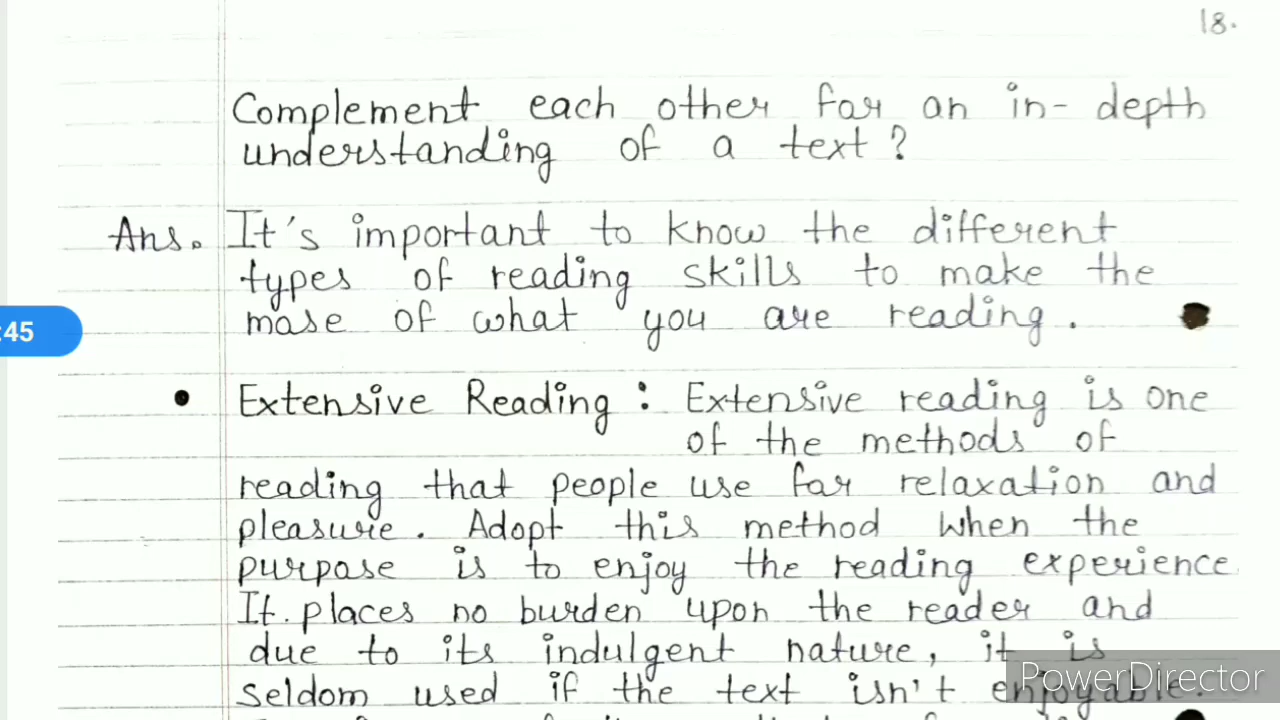 18.
Complement each other for an in-depth
understanding of a text?
Ans. It's important to know the different
types of reading skills to make the
mose of what you are reading.
• Extensive Reading : Extensive reading is one
of the methods of
reading that people use for relaxation and
pleasure. Adopt this method when the
purpose is to enjoy the reading experience
:45
It. places no burden upon the reader and
due to its indulgent nature, it is
seldom used if the text isn't enjoyable.
PowerDirector